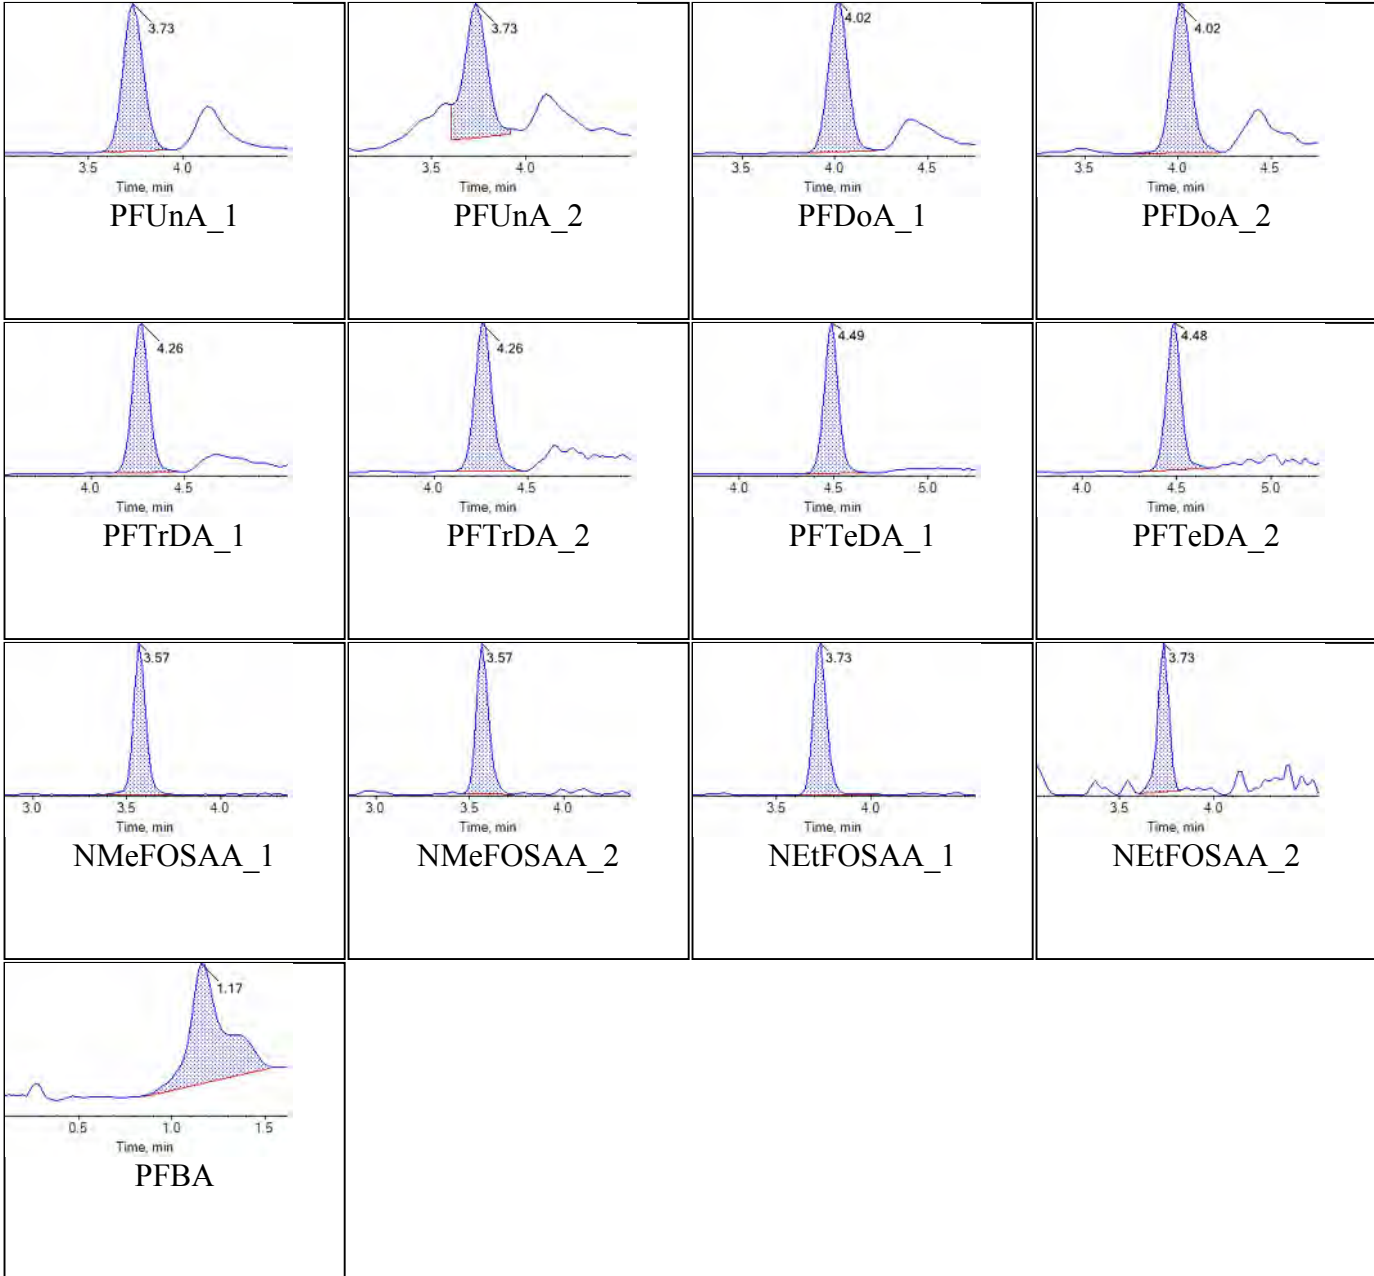 3.73
3.5 4.0
Time, min
PFUnA_1
3.73
3.5 4.0
Time, min
PFUnA_2
4.02
3.5 4.0 4.5
Time, min
PFDoA_1
4.02
3.5 4.0 4.5
Time, min
PFDoA_2
4.26
4.0 4.5
Time, min
PFTrDA_1
4.26
4.0 4.5
Time, min
PFTrDA_2
4.49
4.0 4.5 5.0
Time, min
PFTeDA_1
4.48
4.0 4.5 5.0
Time, min
PFTeDA_2
3.57
3.0 3.5 4.0
Time, min
NMeFOSAA_1
3.57
3.0 3.5 4.0
Time, min
NMeFOSAA_2
3.73
3.5 4.0
Time, min
NEtFOSAA_1
3.73
3.5 4.0
Time, min
NEtFOSAA_2
1.17
0.5 1.0 1.5
Time, min
PFBA